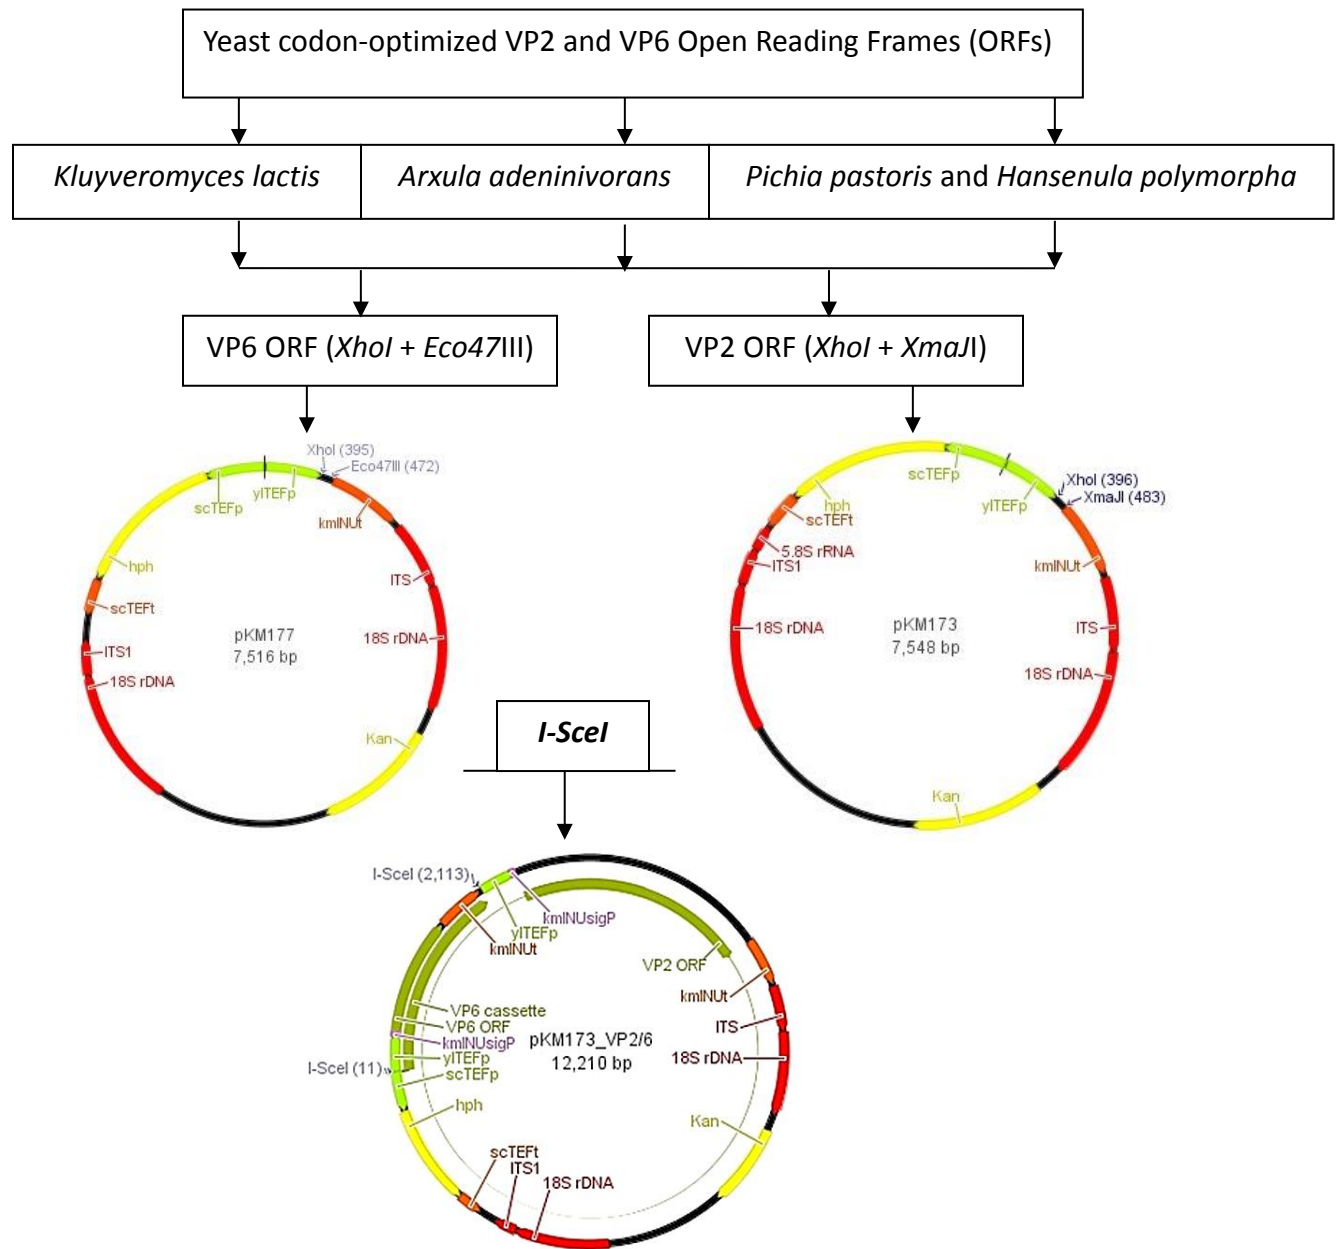 Yeast codon-optimized VP2 and VP6 Open Reading Frames (ORFs)
Kluyveromyces lactis
Arxula adeninivorans
Pichia pastoris and Hansenula polymorpha
VP6 ORF (XhoI + Eco47III)
VP2 ORF (XhoI + XmaJI)
XhoI (395)
Eco47III (472)
scTEFp
ylTEFp
kmINUt
hph
ITS
scTEFt
pKM177
7,516 bp
18S rDNA
ITS1
18S rDNA
Kan
scTEFp
XhoI (396)
XmaJI (483)
ylTEFp
hph
scTEFt
5.8S rRNA
ITS1
kmINUt
18S rDNA
pKM173
7,548 bp
ITS
18S rDNA
Kan
I-SceI
I-SceI (2,113)
kmINUsigP
ylTEFp
kmINUt
VP2 ORF
kmINUt
VP6 cassette
VP6 ORF
kmINUsigP
ylTEFp
scTEFp
I-SceI (11)
pKM173_VP2/6
12,210 bp
ITS
18S rDNA
hph
Kan
scTEFt
ITS1
18S rDNA